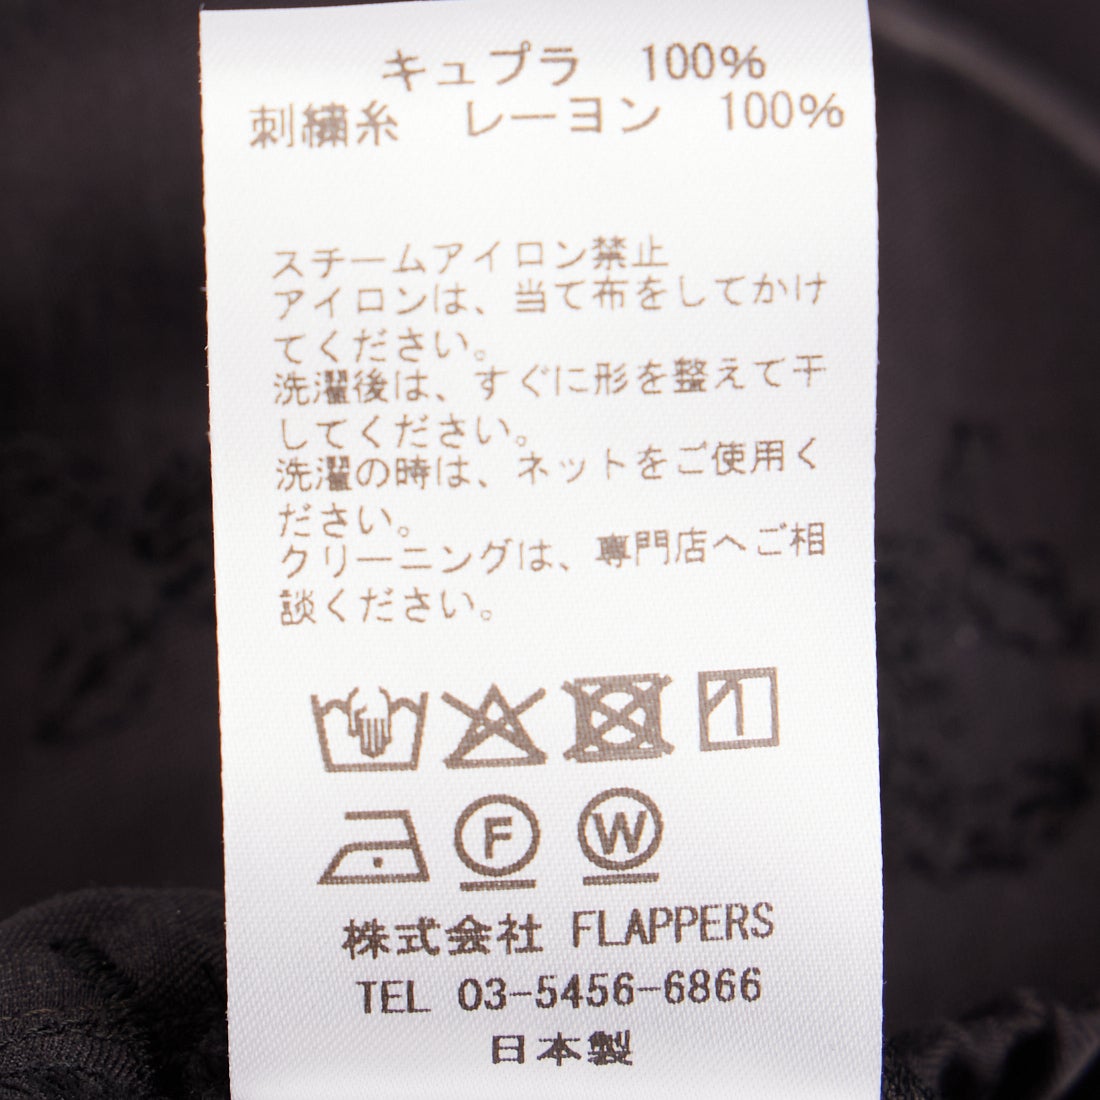 キュプラ　100%
刺繍糸　レーヨン　100%
スチームアイロン禁止
アイロンは、当て布をしてかけ
てください。
洗濯後は、すぐに形を整えて干
してください。
洗濯の時は、ネットをご使用く
ださい。
クリーニングは、専門店へご相
談ください。
F W
株式会社 FLAPPERS
TEL 03-5456-6866
日本製